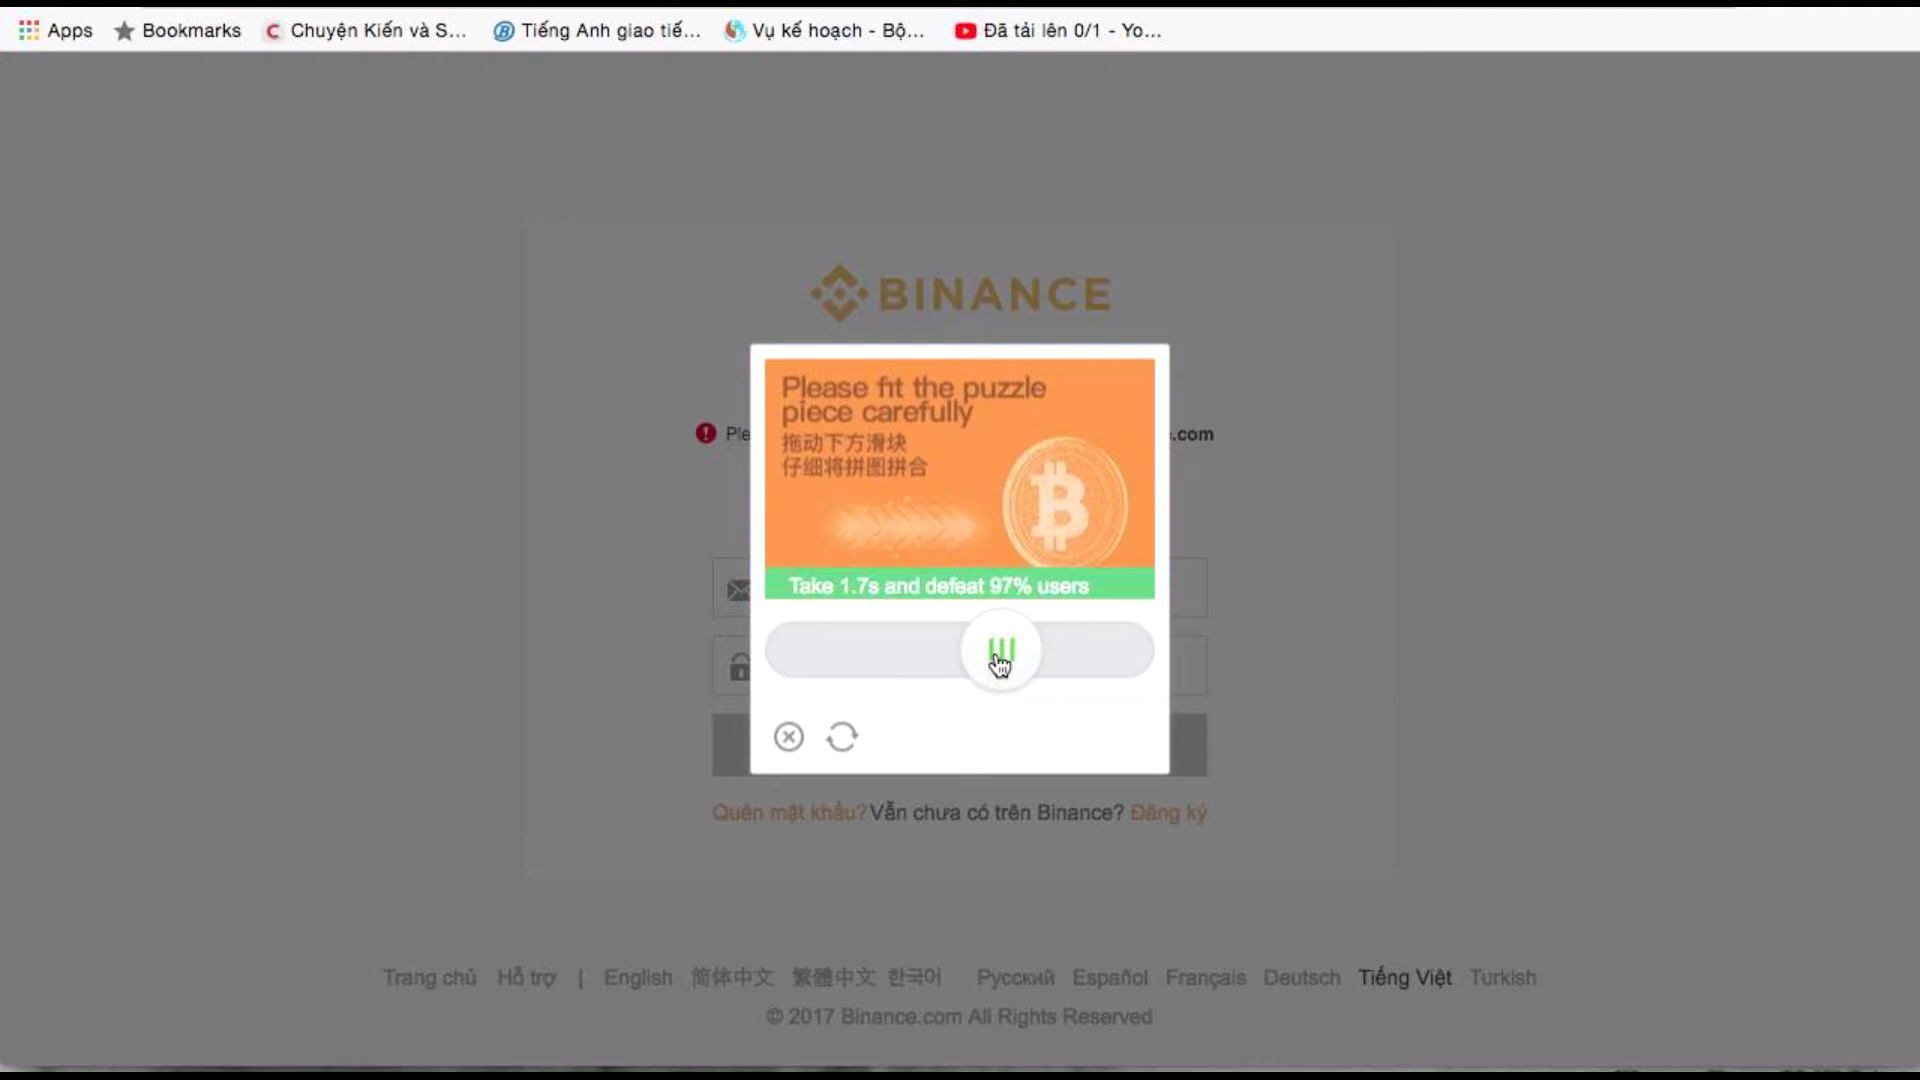 Apps Bookmarks Chuyện Kiến và S... Tiếng Anh giao tiế... Vụ kế hoạch - Bộ... Đã tải lên 0/1 - Yo...
BINANCE
Ple .com
Please fit the puzzle
piece carefully
拖动下方滑块
仔细将拼图拼合
Take 1.7s and defeat 97% users
Quên mật khẩu? Vẫn chưa có trên Binance? Đăng ký
Trang chủ Hỗ trợ | English 简体中文 繁體中文 한국어 Русский Español Français Deutsch Tiếng Việt Turkish
© 2017 Binance.com All Rights Reserved